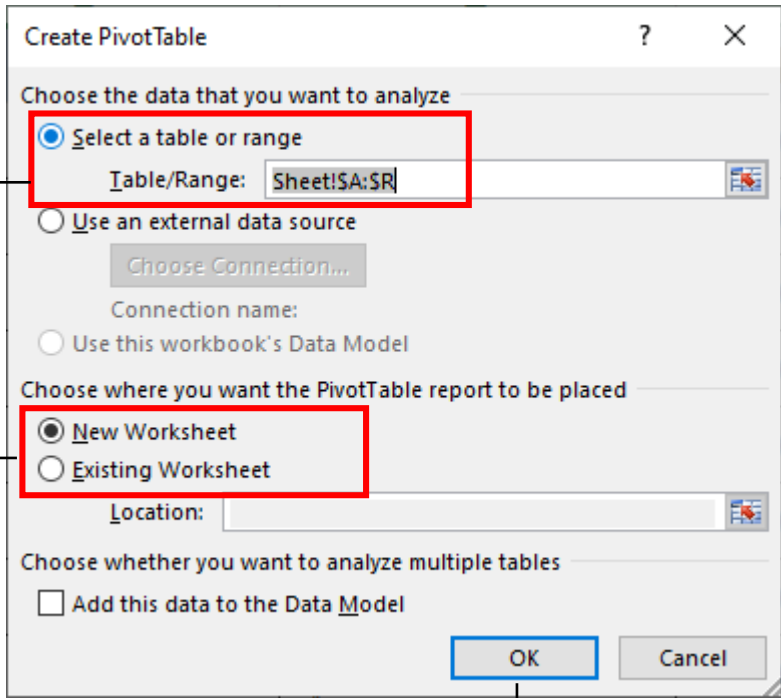 Create PivotTable ? ×
Choose the data that you want to analyze
Select a table or range
Table/Range: Sheet!$A:$R
Use an external data source
Choose Connection...
Connection name:
Use this workbook's Data Model
Choose where you want the PivotTable report to be placed
New Worksheet
Existing Worksheet
Location:
Choose whether you want to analyze multiple tables
Add this data to the Data Model
OK Cancel